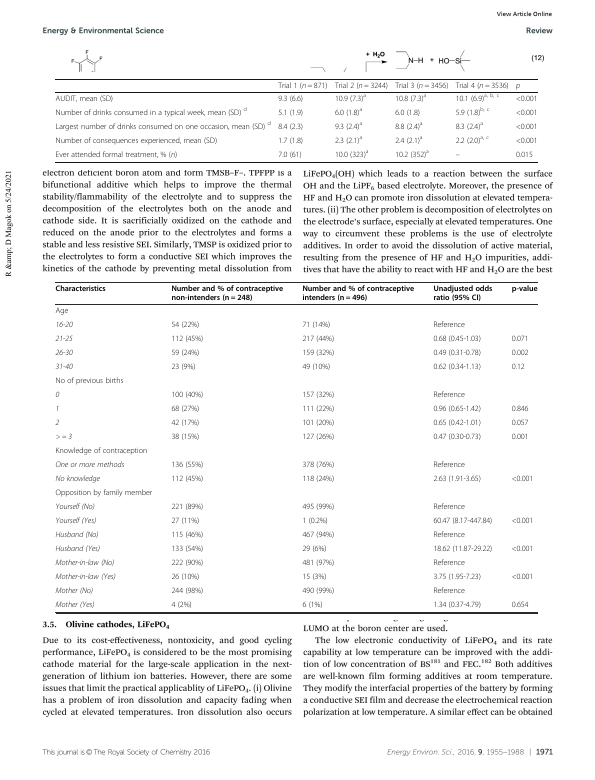 View Article Online
Energy & Environmental Science
Review
F
F
F
+ H₂O
N–H + HO–Si–
(12)
Trial 1 (n = 871) Trial 2 (n = 3244) Trial 3 (n = 3456) Trial 4 (n = 3536) p
AUDIT, mean (SD) 9.3 (6.6) 10.9 (7.3)a 10.8 (7.3)a 10.1 (6.9)a, b, c <0.001
Number of drinks consumed in a typical week, mean (SD) d 5.1 (1.9) 6.0 (1.8)a 6.0 (1.8) 5.9 (1.8)b, c <0.001
Largest number of drinks consumed on one occasion, mean (SD) d 8.4 (2.3) 9.3 (2.4)a 8.8 (2.4)a 8.3 (2.4)a <0.001
Number of consequences experienced, mean (SD) 1.7 (1.8) 2.3 (2.1)a 2.4 (2.1)a 2.2 (2.0)a, c <0.001
Ever attended formal treatment, % (n) 7.0 (61) 10.0 (323)a 10.2 (352)a – 0.015
electron deficient boron atom and form TMSB–F–. TPFPP is a
bifunctional additive which helps to improve the thermal
stability/flammability of the electrolyte and to suppress the
decomposition of the electrolytes both on the anode and
cathode side. It is sacrificially oxidized on the cathode and
reduced on the anode prior to the electrolytes and forms a
stable and less resistive SEI. Similarly, TMSP is oxidized prior to
the electrolytes to form a conductive SEI which improves the
kinetics of the cathode by preventing metal dissolution from
LiFePO₄(OH) which leads to a reaction between the surface
OH and the LiPF₆ based electrolyte. Moreover, the presence of
HF and H₂O can promote iron dissolution at elevated tempera-
tures. (ii) The other problem is decomposition of electrolytes on
the electrode's surface, especially at elevated temperatures. One
way to circumvent these problems is the use of electrolyte
additives. In order to avoid the dissolution of active material,
resulting from the presence of HF and H₂O impurities, addi-
tives that have the ability to react with HF and H₂O are the best
Characteristics Number and % of contraceptive Number and % of contraceptive Unadjusted odds p-value
non-intenders (n = 248) intenders (n = 496) ratio (95% CI)
Age
16-20 54 (22%) 71 (14%) Reference
21-25 112 (45%) 217 (44%) 0.68 (0.45-1.03) 0.071
26-30 59 (24%) 159 (32%) 0.49 (0.31-0.78) 0.002
31-40 23 (9%) 49 (10%) 0.62 (0.34-1.13) 0.12
No of previous births
0 100 (40%) 157 (32%) Reference
1 68 (27%) 111 (22%) 0.96 (0.65-1.42) 0.846
2 42 (17%) 101 (20%) 0.65 (0.42-1.01) 0.057
> = 3 38 (15%) 127 (26%) 0.47 (0.30-0.73) 0.001
Knowledge of contraception
One or more methods 136 (55%) 378 (76%) Reference
No knowledge 112 (45%) 118 (24%) 2.63 (1.91-3.65) <0.001
Opposition by family member
Yourself (No) 221 (89%) 495 (99%) Reference
Yourself (Yes) 27 (11%) 1 (0.2%) 60.47 (8.17-447.84) <0.001
Husband (No) 115 (46%) 467 (94%) Reference
Husband (Yes) 133 (54%) 29 (6%) 18.62 (11.87-29.22) <0.001
Mother-in-law (No) 222 (90%) 481 (97%) Reference
Mother-in-law (Yes) 26 (10%) 15 (3%) 3.75 (1.95-7.23) <0.001
Mother (No) 244 (98%) 490 (99%) Reference
Mother (Yes) 4 (2%) 6 (1%) 1.34 (0.37-4.79) 0.654
3.5. Olivine cathodes, LiFePO₄
Due to its cost-effectiveness, nontoxicity, and good cycling
performance, LiFePO₄ is considered to be the most promising
cathode material for the large-scale application in the next-
generation of lithium ion batteries. However, there are some
issues that limit the practical applicablity of LiFePO₄. (i) Olivine
has a problem of iron dissolution and capacity fading when
cycled at elevated temperatures. Iron dissolution also occurs
LUMO at the boron center are used.
The low electronic conductivity of LiFePO₄ and its rate
capability at low temperature can be improved with the addi-
tion of low concentration of BS¹⁸¹ and FEC.¹⁸² Both additives
are well-known film forming additives at room temperature.
They modify the interfacial properties of the battery by forming
a conductive SEI film and decrease the electrochemical reaction
polarization at low temperature. A similar effect can be obtained
R &amp; D Magok on 5/24/2021
This journal is © The Royal Society of Chemistry 2016
Energy Environ. Sci., 2016, 9, 1955–1988 | 1971